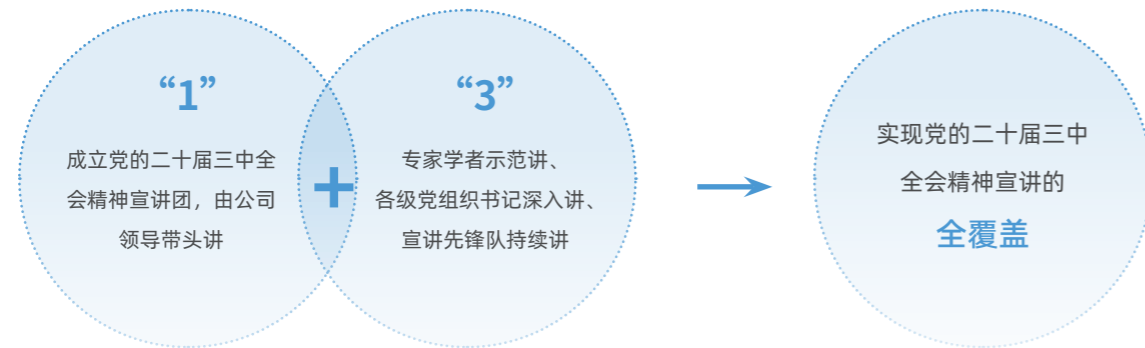 “1”
成立党的二十届三中全
会精神宣讲团，由公司
领导带头讲
+
“3”
专家学者示范讲、
各级党组织书记深入讲、
宣讲先锋队持续讲
实现党的二十届三中
全会精神宣讲的
全覆盖